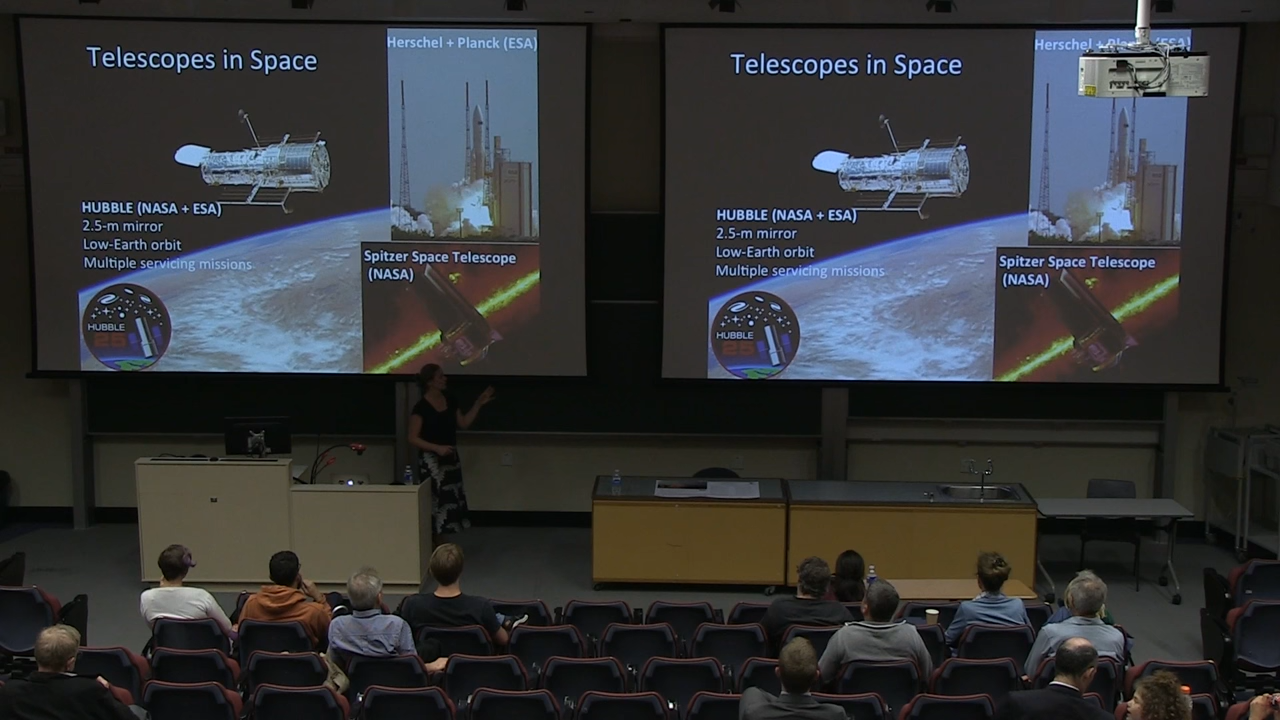 Telescopes in Space
Herschel + Planck (ESA)
HUBBLE (NASA + ESA)
2.5-m mirror
Low-Earth orbit
Multiple servicing missions
Spitzer Space Telescope
(NASA)
HUBBLE
25
Telescopes in Space
Herschel + Planck (ESA)
HUBBLE (NASA + ESA)
2.5-m mirror
Low-Earth orbit
Multiple servicing missions
Spitzer Space Telescope
(NASA)
HUBBLE
25